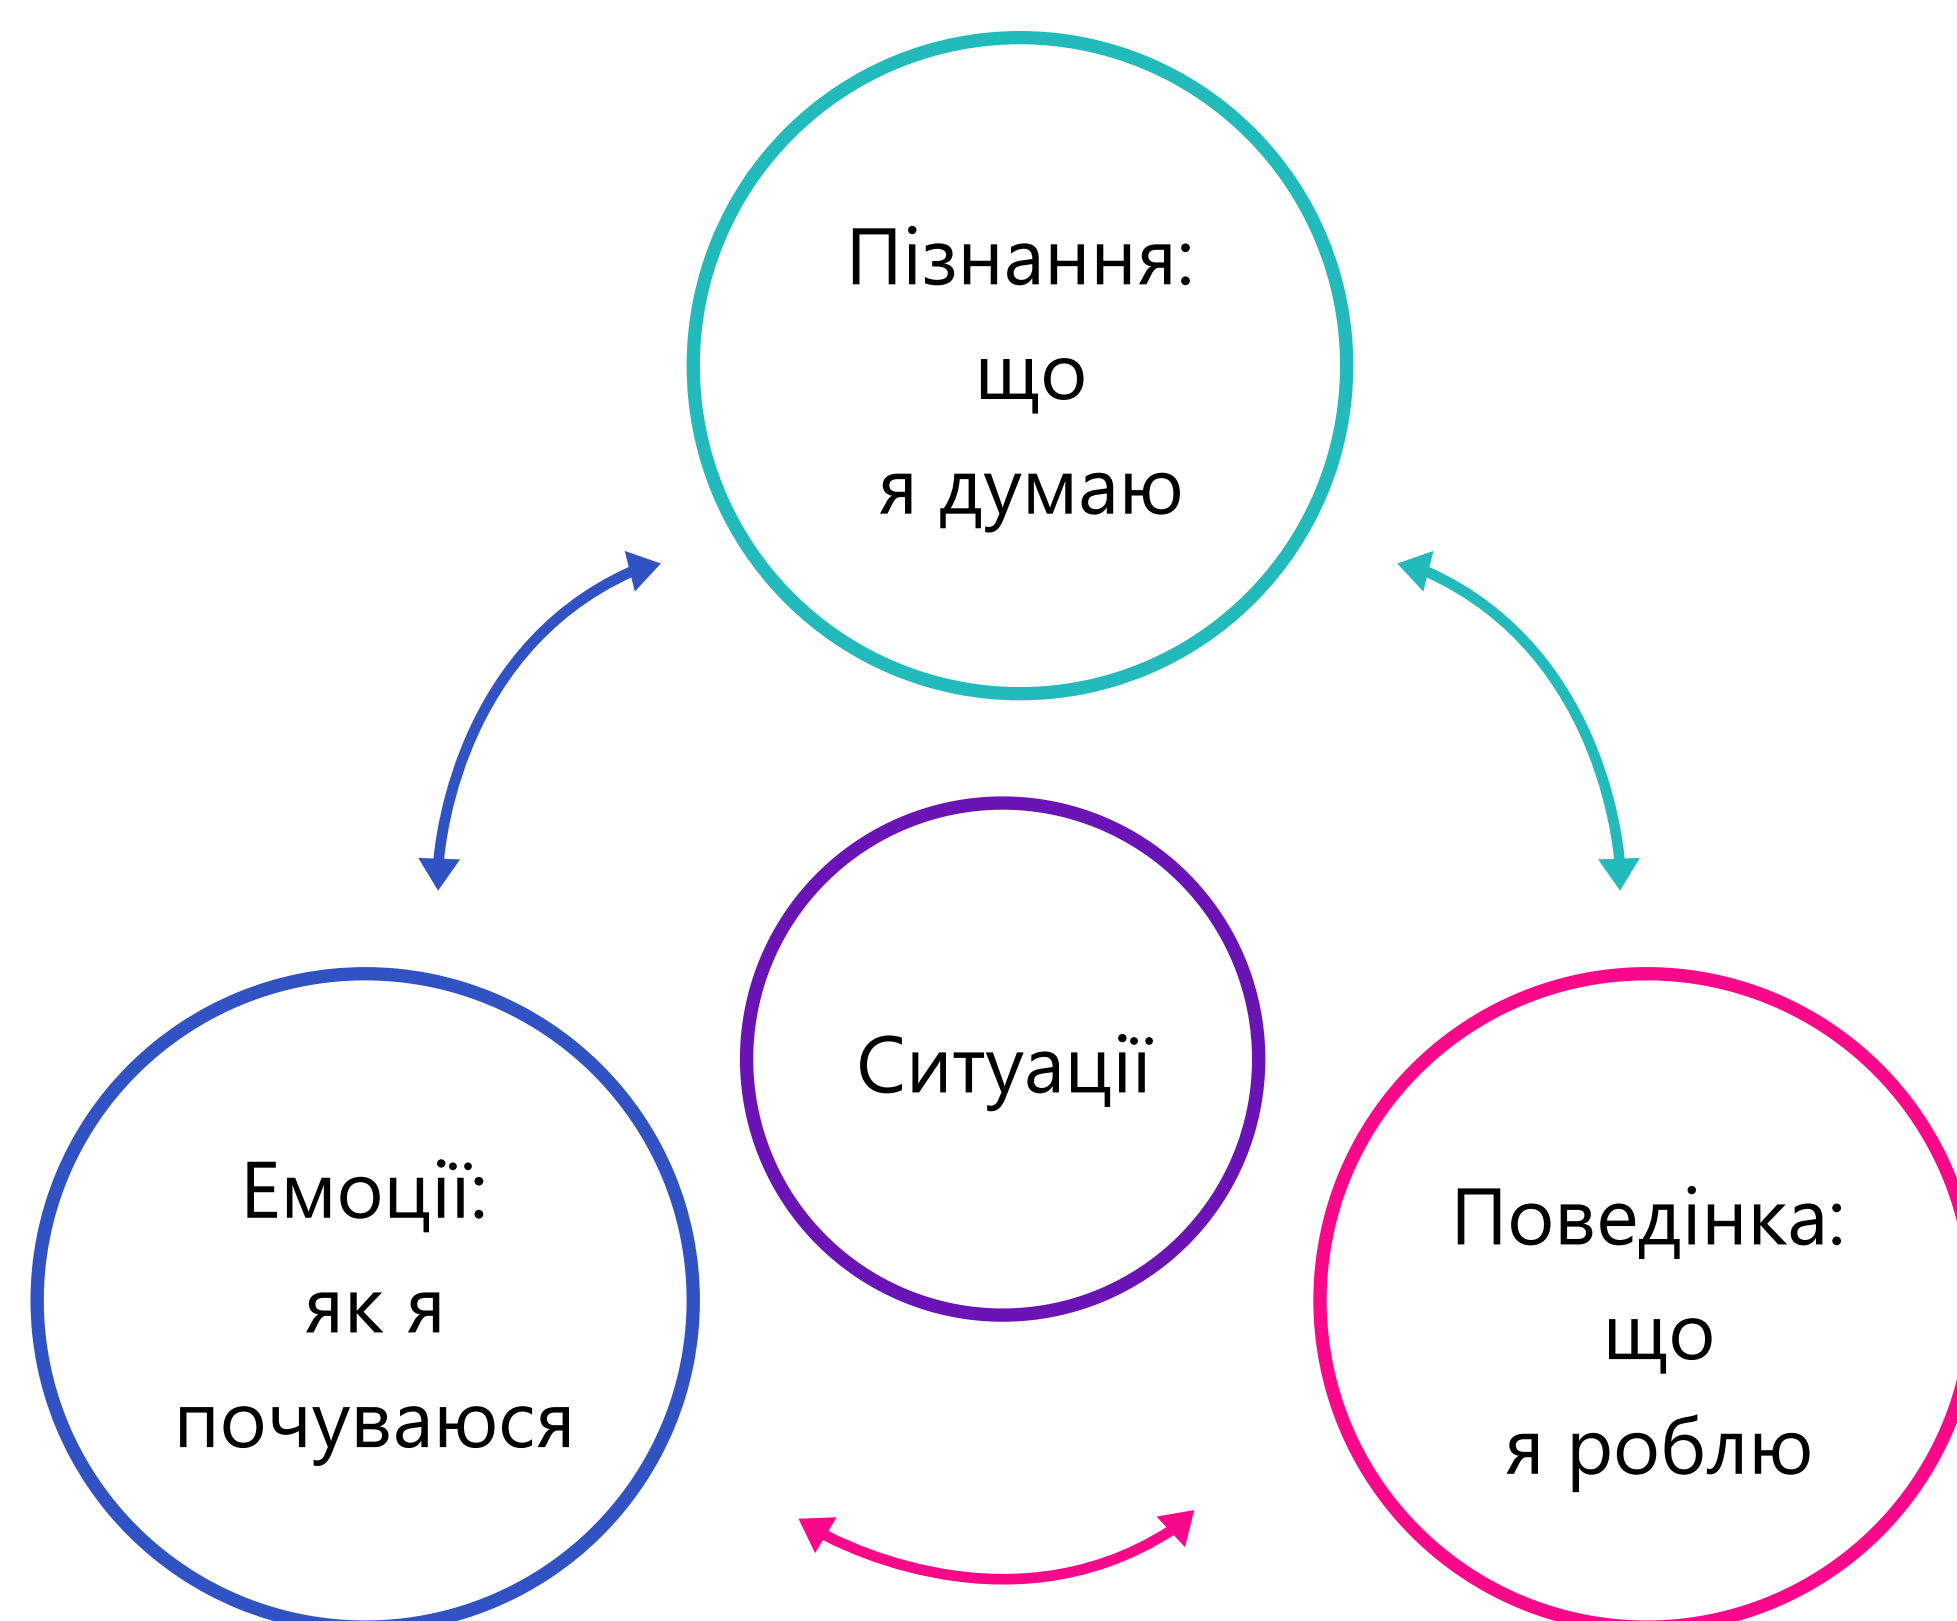 Пізнання:
що
я думаю
Ситуації
Емоції:
як я
почуваюся
Поведінка:
що
я роблю